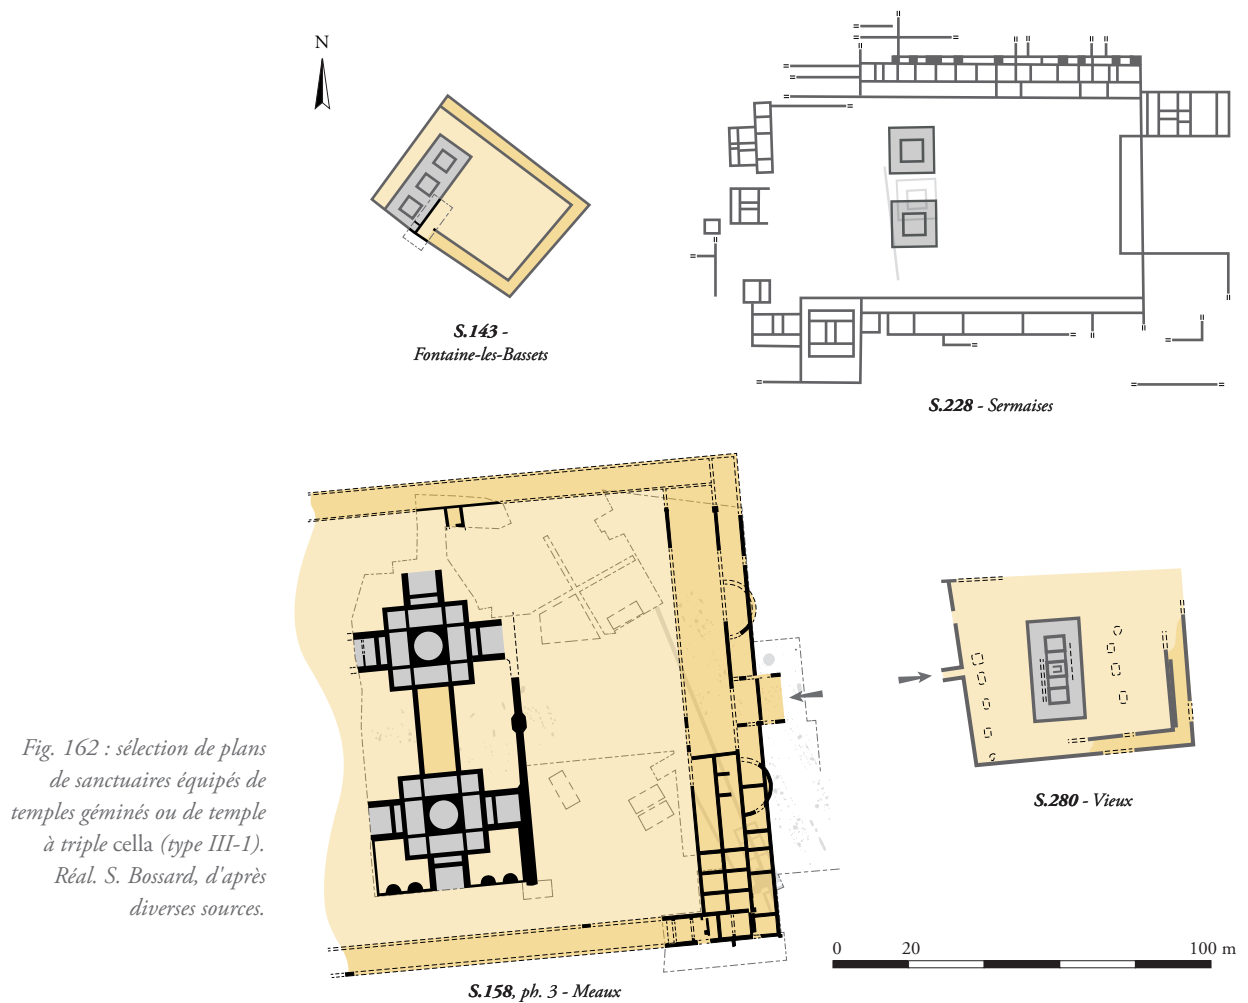 N
S.143 -
Fontaine-les-Bassets
S.228 - Sermaises
Fig. 162 : sélection de plans
de sanctuaires équipés de
temples géminés ou de temple
à triple cella (type III-1).
Réal. S. Bossard, d'après
diverses sources.
S.280 - Vieux
0 20 100 m
S.158, ph. 3 - Meaux